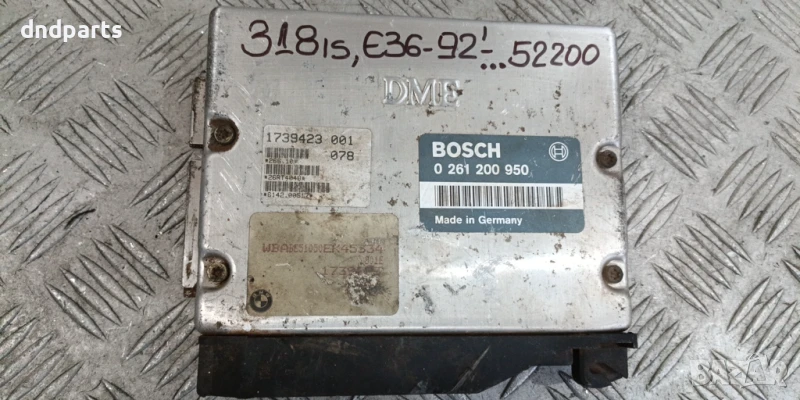 dndparts
318is, E36-92'...52200
DME
1739423 001
078
BOSCH
0 261 200 950
Made in Germany